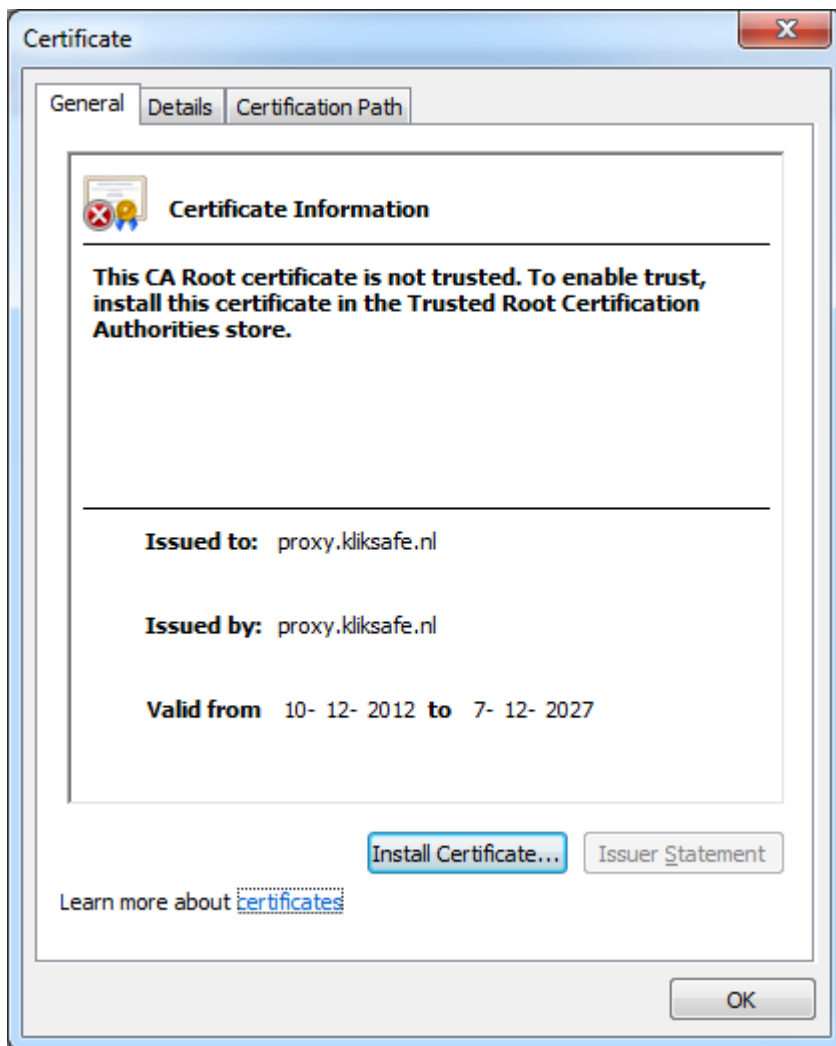 Certificate
General Details Certification Path
Certificate Information
This CA Root certificate is not trusted. To enable trust,
install this certificate in the Trusted Root Certification
Authorities store.
Issued to: proxy.kliksafe.nl
Issued by: proxy.kliksafe.nl
Valid from 10- 12- 2012 to 7- 12- 2027
Install Certificate... Issuer Statement
Learn more about certificates
OK